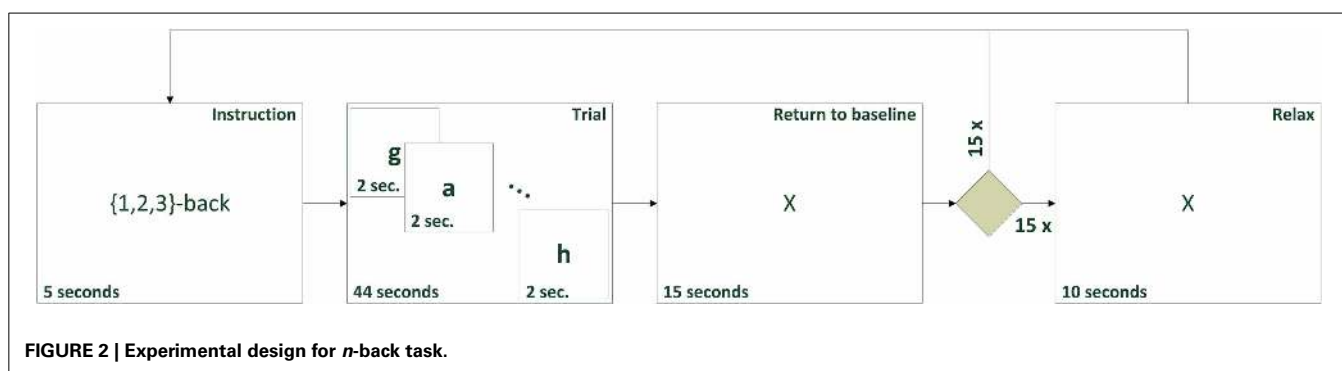 Instruction
{1,2,3}-back
5 seconds
Trial
g
2 sec.
a
2 sec.
...
h
2 sec.
44 seconds
Return to baseline
X
15 seconds
15 x
15 x
Relax
X
10 seconds
FIGURE 2 | Experimental design for n-back task.